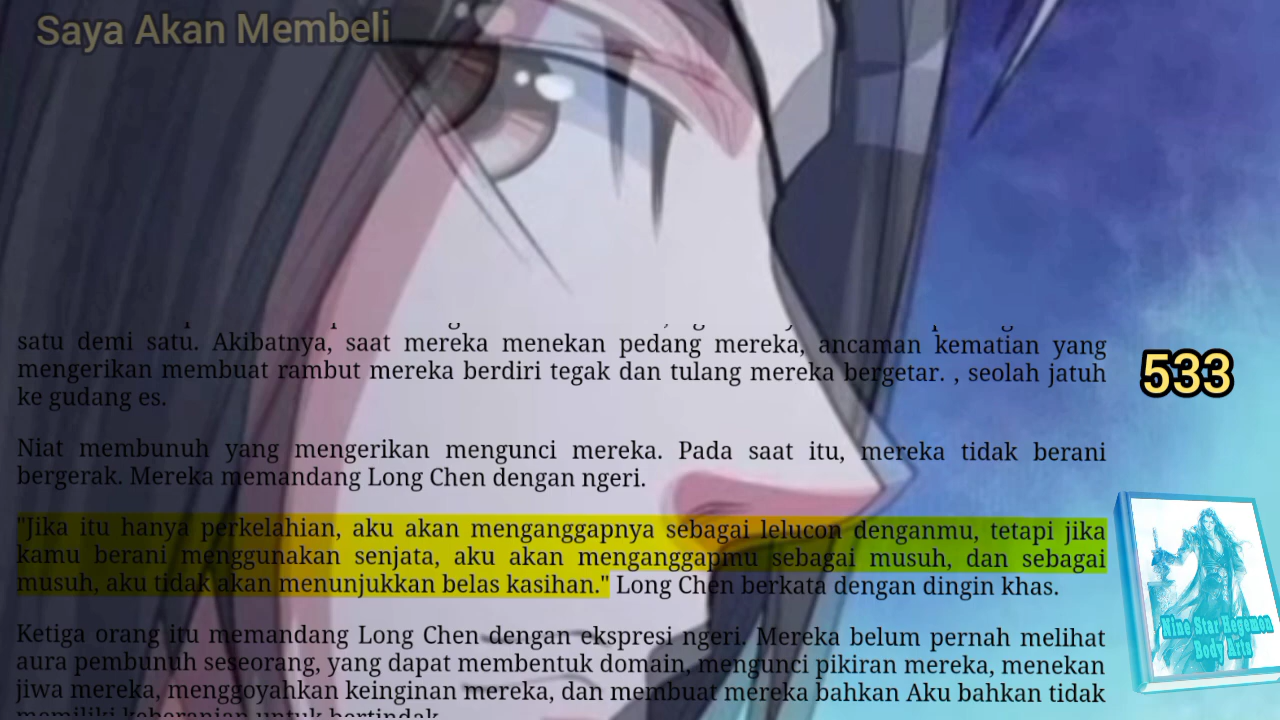 Saya Akan Membeli
satu demi satu. Akibatnya, saat mereka menekan pedang mereka, ancaman kematian yang
mengerikan membuat rambut mereka berdiri tegak dan tulang mereka bergetar. , seolah jatuh
ke gudang es.
Niat membunuh yang mengerikan mengunci mereka. Pada saat itu, mereka tidak berani
bergerak. Mereka memandang Long Chen dengan ngeri.
"Jika itu hanya perkelahian, aku akan menganggapnya sebagai lelucon denganmu, tetapi jika
kamu berani menggunakan senjata, aku akan menganggapmu sebagai musuh, dan sebagai
musuh, aku tidak akan menunjukkan belas kasihan." Long Chen berkata dengan dingin khas.
Ketiga orang itu memandang Long Chen dengan ekspresi ngeri. Mereka belum pernah melihat
aura pembunuh seseorang, yang dapat membentuk domain, mengunci pikiran mereka, menekan
jiwa mereka, menggoyahkan keinginan mereka, dan membuat mereka bahkan Aku bahkan tidak
memiliki keberanian untuk bertindak.
533
Nine Star Hegemon
Body Arts